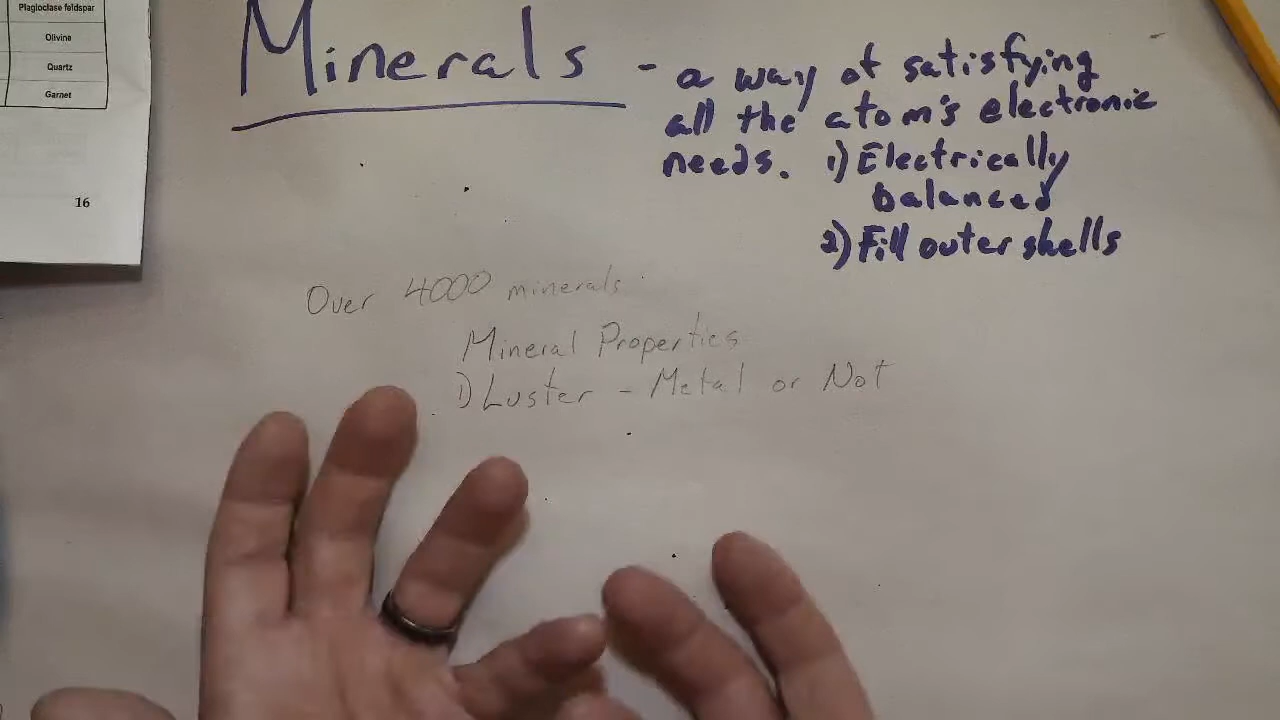 Plagioclase feldspar
Olivine
Quartz
Garnet
16
Minerals - a way of satisfying
all the atom's electronic
needs. 1) Electrically
balanced
2) Fill outer shells
Over 4000 minerals
Mineral Properties
1) Luster - Metal or Not